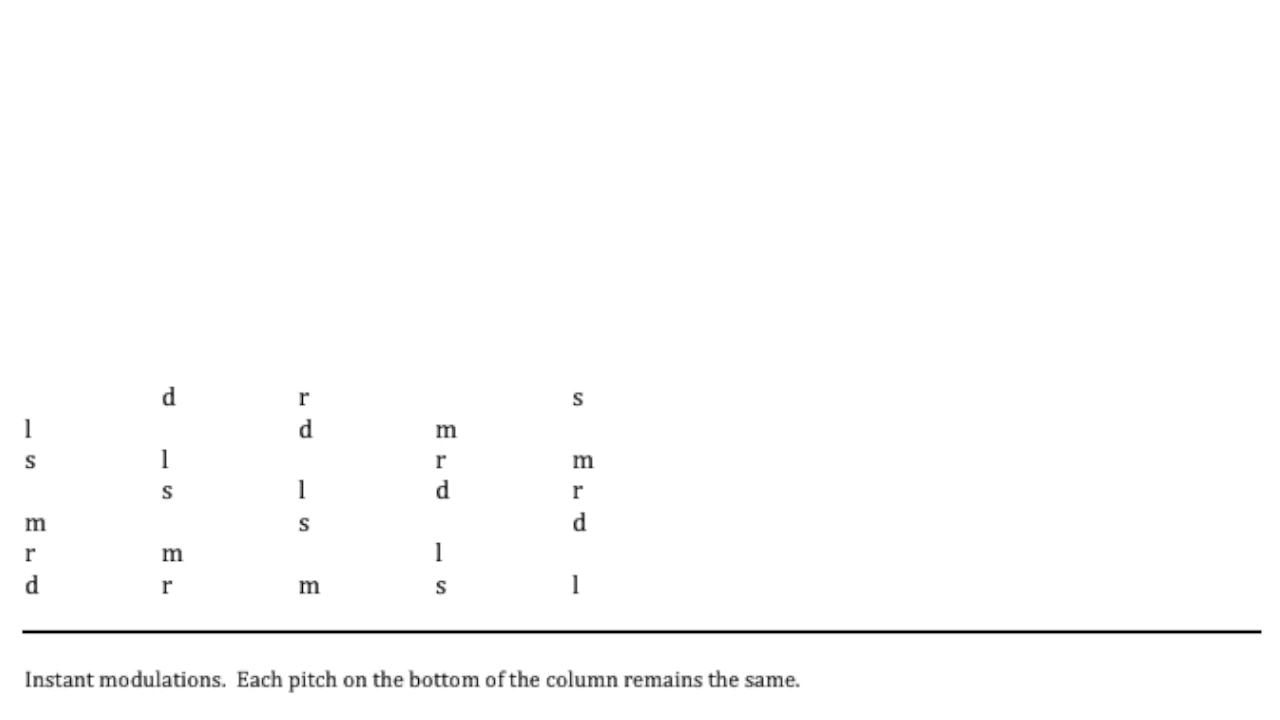 d r s
l d m
s l r m
s l d r
m s d
r m l
d r m s l
Instant modulations. Each pitch on the bottom of the column remains the same.